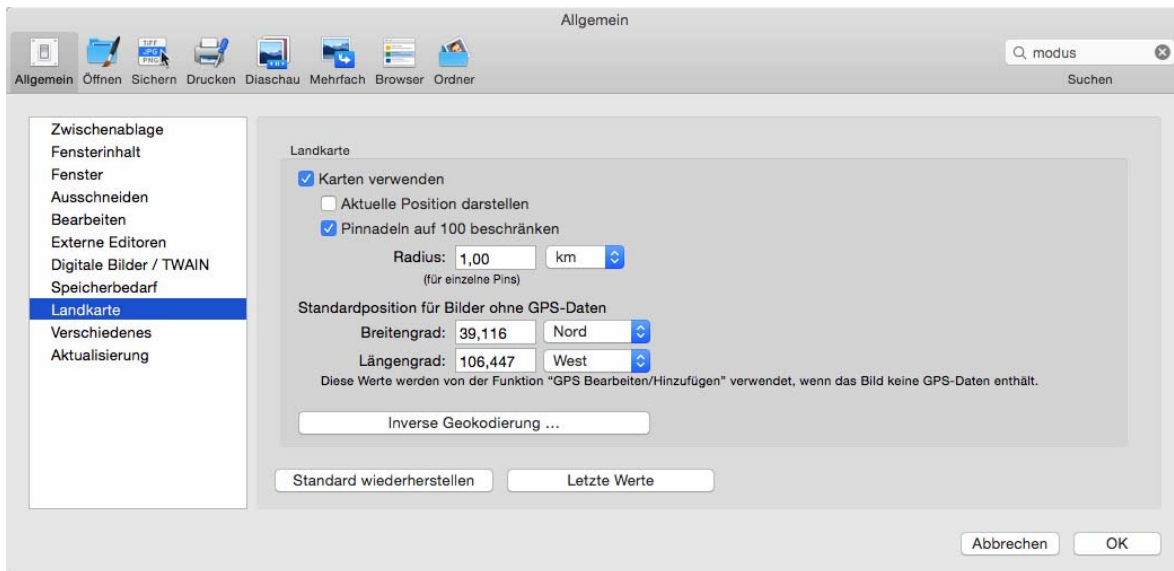 Allgemein
TIFF
JPG
PNG
modus
Allgemein Öffnen Sichern Drucken Diaschau Mehrfach Browser Ordner
Suchen
Zwischenablage
Fensterinhalt
Fenster
Ausschneiden
Bearbeiten
Externe Editoren
Digitale Bilder / TWAIN
Speicherbedarf
Landkarte
Verschiedenes
Aktualisierung
Landkarte
Karten verwenden
Aktuelle Position darstellen
Pinnadeln auf 100 beschränken
Radius: 1,00 km
(für einzelne Pins)
Standardposition für Bilder ohne GPS-Daten
Breitengrad: 39,116 Nord
Längengrad: 106,447 West
Diese Werte werden von der Funktion "GPS Bearbeiten/Hinzufügen" verwendet, wenn das Bild keine GPS-Daten enthält.
Inverse Geokodierung ...
Standard wiederherstellen Letzte Werte
Abbrechen OK